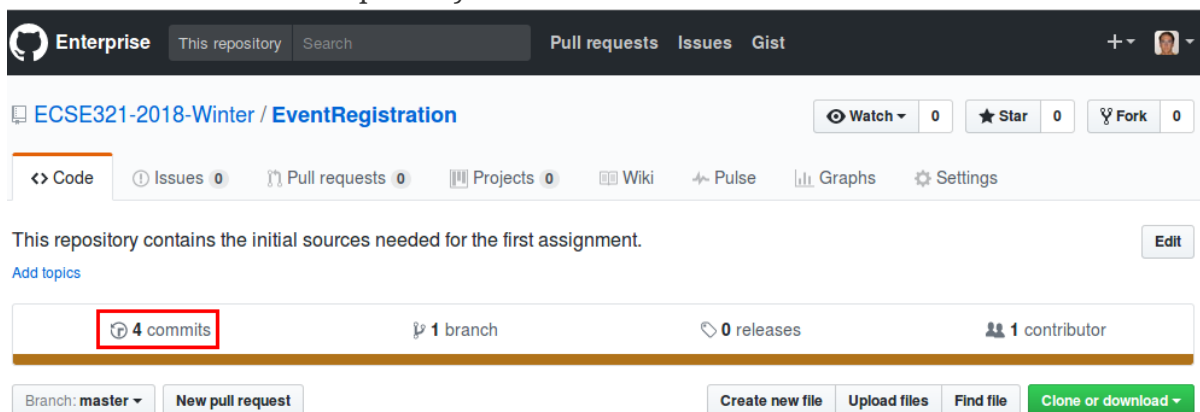 Enterprise This repository Search Pull requests Issues Gist
ECSE321-2018-Winter / EventRegistration Watch 0 Star 0 Fork 0
Code Issues 0 Pull requests 0 Projects 0 Wiki Pulse Graphs Settings
This repository contains the initial sources needed for the first assignment. Edit
Add topics
4 commits 1 branch 0 releases 1 contributor
Branch: master New pull request Create new file Upload files Find file Clone or download